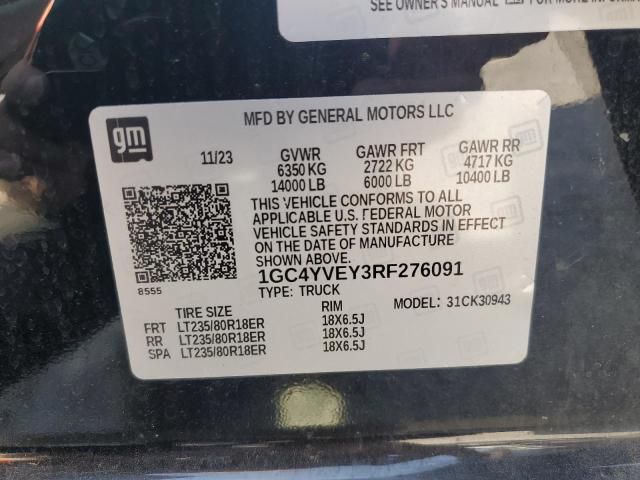 SEE OWNER'S MANUAL FOR MORE INFORM
gm
MFD BY GENERAL MOTORS LLC
11/23 GVWR GAWR FRT GAWR RR
6350 KG 2722 KG 4717 KG
14000 LB 6000 LB 10400 LB
THIS VEHICLE CONFORMS TO ALL
APPLICABLE U.S. FEDERAL MOTOR
VEHICLE SAFETY STANDARDS IN EFFECT
ON THE DATE OF MANUFACTURE
SHOWN ABOVE.
8555
1GC4YVEY3RF276091
TYPE: TRUCK MODEL: 31CK30943
TIRE SIZE RIM
FRT LT235/80R18ER 18X6.5J
RR LT235/80R18ER 18X6.5J
SPA LT235/80R18ER 18X6.5J